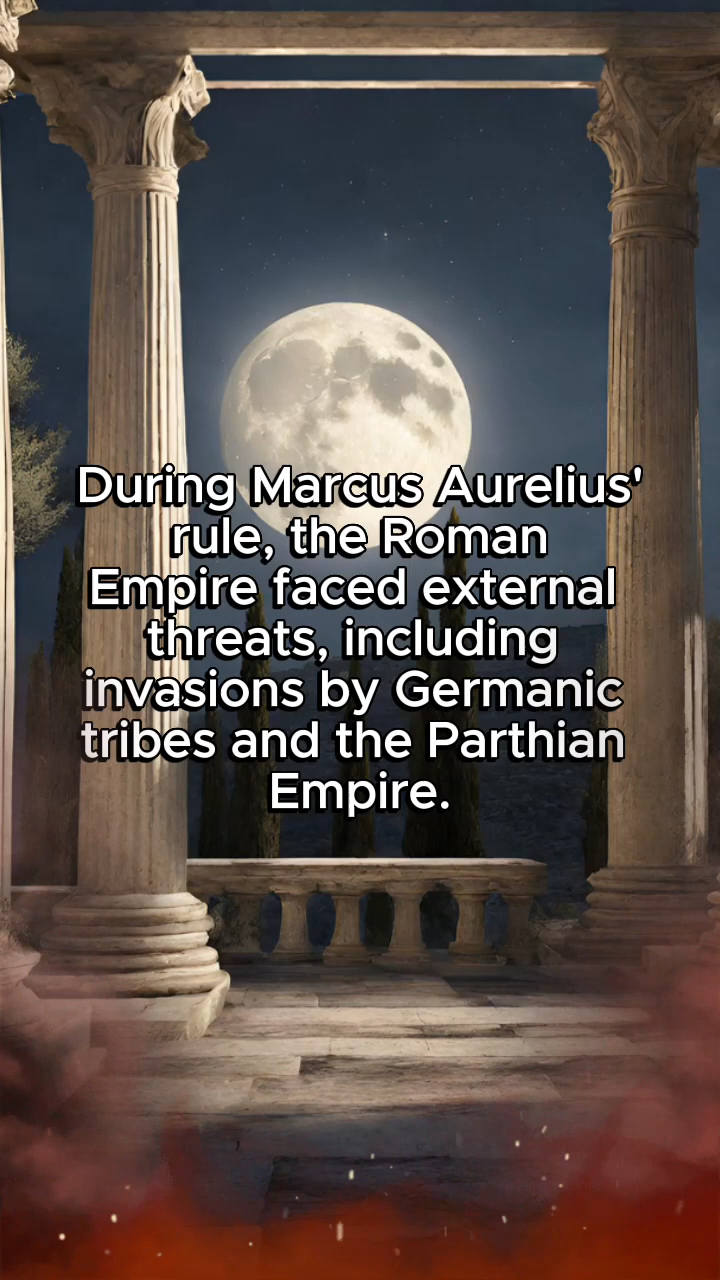 During Marcus Aurelius'
rule, the Roman
Empire faced external
threats, including
invasions by Germanic
tribes and the Parthian
Empire.